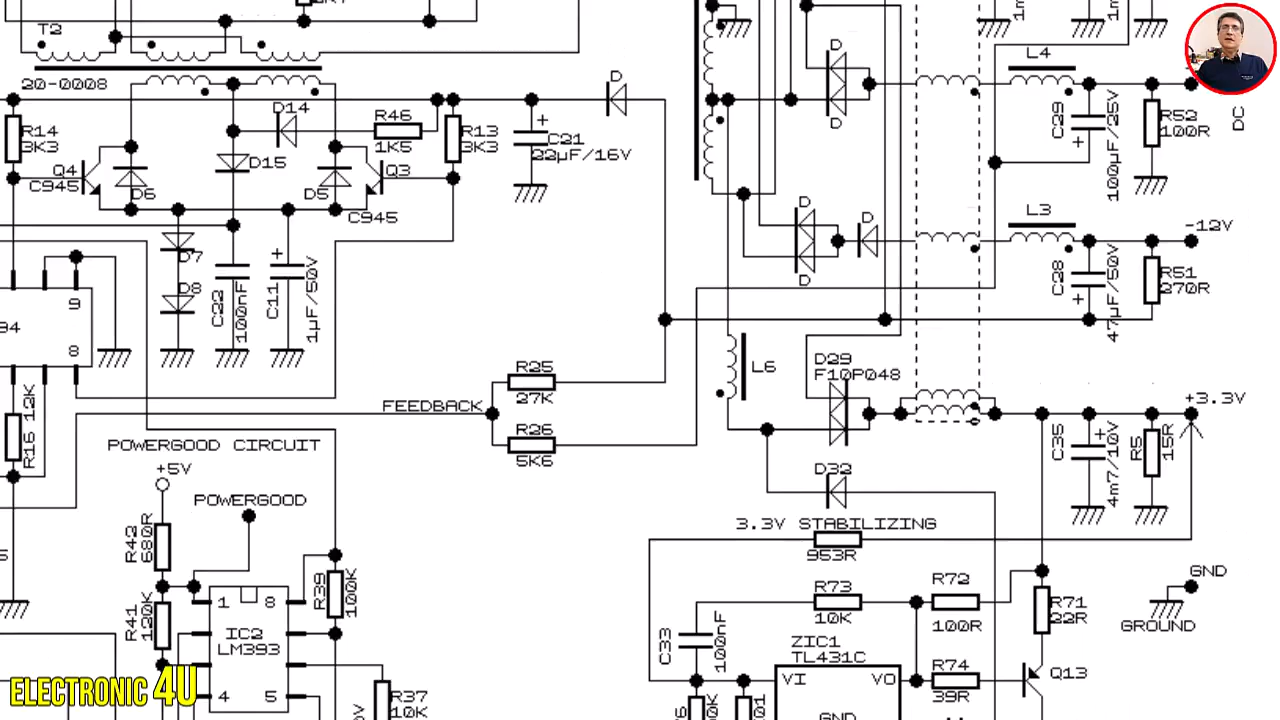 T2
20-0008
R14
3K3
Q4
C945
D6
D14
D15
R46
1K5
D5
Q3
C945
R13
3K3
C21
22µF/16V
D
D
D
D
D
D
L4
C29
100µF/25V
R52
100R
DC
L3
-12V
C28
47µF/50V
R51
270R
D7
D8
C22
100nF
C11
1µF/50V
9
8
94
R16 12K
FEEDBACK
R25
27K
R26
5K6
L6
D29
F10P048
+3.3V
C35
4m7/10V
R5
15R
D32
3.3V STABILIZING
953R
POWERGOOD CIRCUIT
+5V
POWERGOOD
R42
680R
R41
120K
1
8
IC2
LM393
4
5
R39
100K
R37
10K
C33
100nF
R73
10K
R72
100R
R71
22R
GND
GROUND
ZIC1
TL431C
VI
VO
GND
R74
39R
Q13
ELECTRONIC 4U